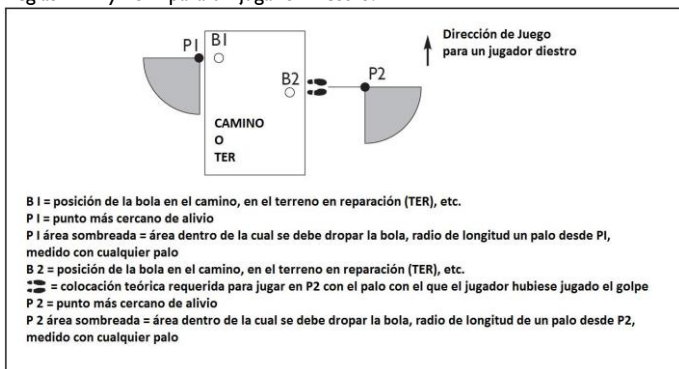 Dirección de Juego
para un jugador diestro
P1
B1
B2
P2
CAMINO
O
TER
B I = posición de la bola en el camino, en el terreno en reparación (TER), etc.
P I = punto más cercano de alivio
P I área sombreada = área dentro de la cual se debe dropar la bola, radio de longitud un palo desde PI,
medido con cualquier palo
B 2 = posición de la bola en el camino, en el terreno en reparación (TER), etc.
= colocación teórica requerida para jugar en P2 con el palo con el que el jugador hubiese jugado el golpe
P 2 = punto más cercano de alivio
P 2 área sombreada = área dentro de la cual se debe dropar la bola, radio de longitud de un palo desde P2,
medido con cualquier palo